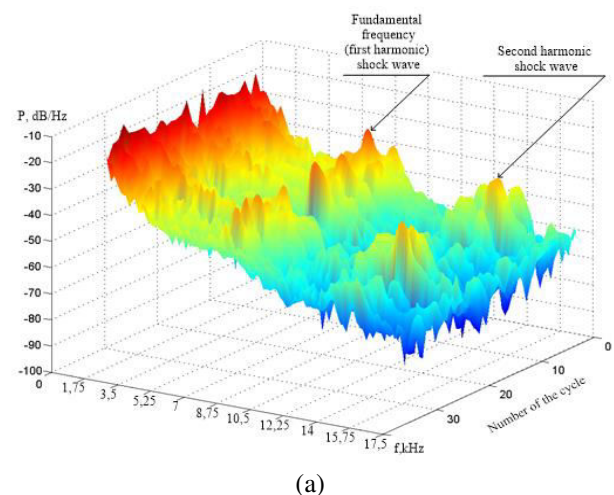 Fundamental
frequency
(first harmonic)
shock wave
Second harmonic
shock wave
P, dB/Hz
-10
-20
-30
-40
-50
-60
-70
-80
-90
-100
0
1,75
3,5
5,25
7
8,75
10,5
12,25
14
15,75
17,5
f,kHz
30
20
10
0
Number of the cycle
(a)